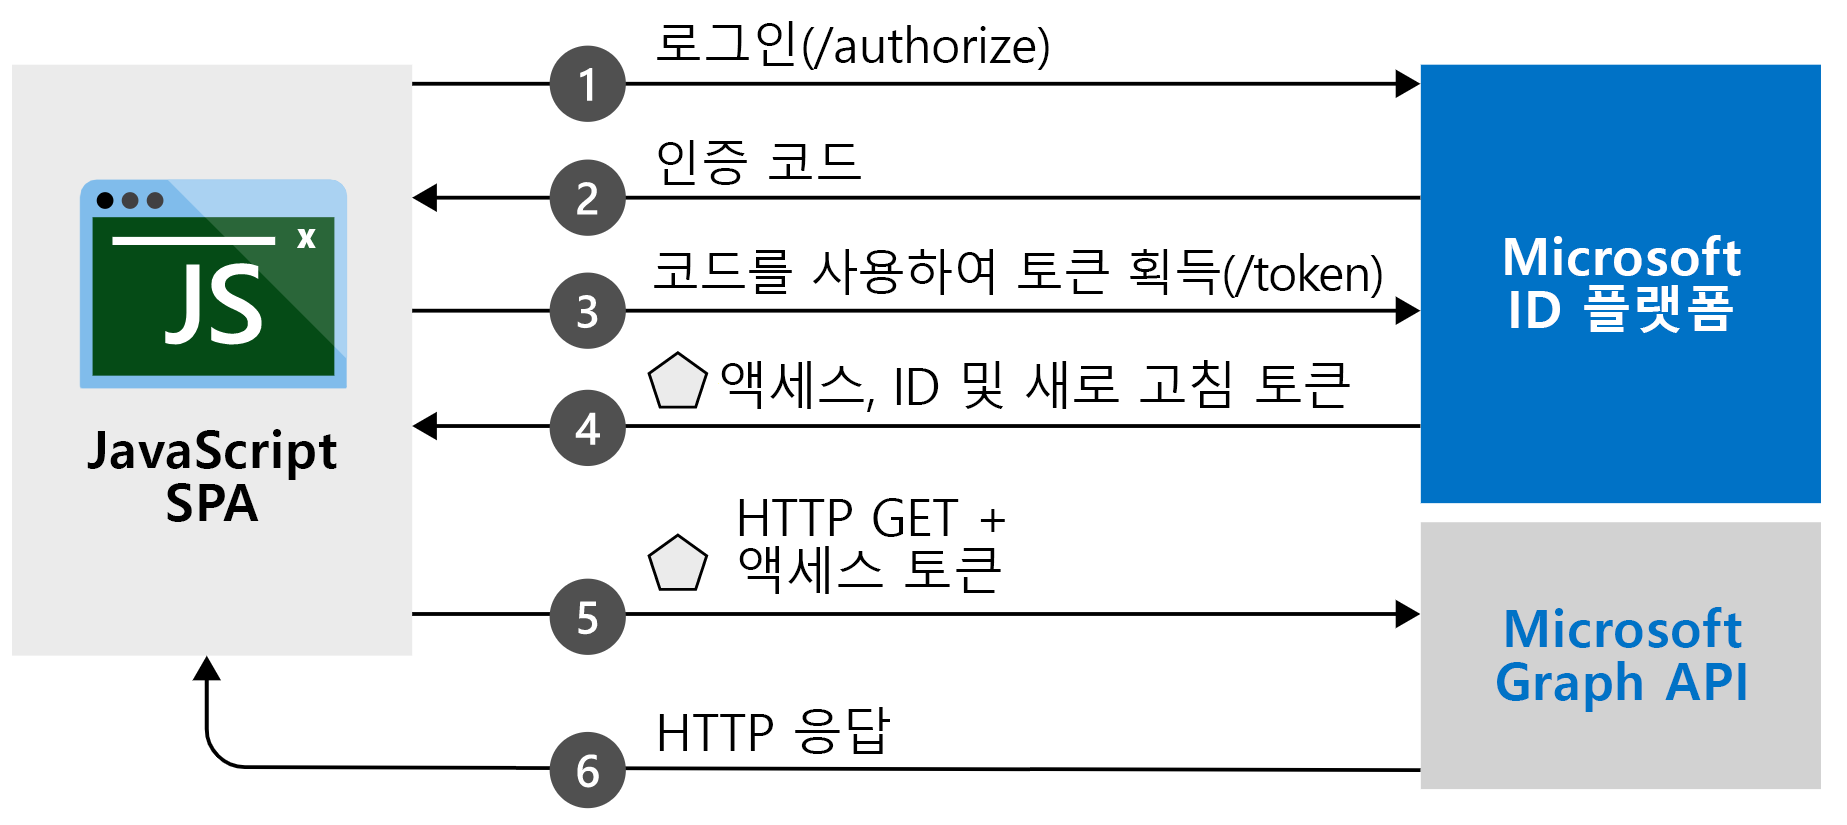 로그인(/authorize)
1
인증 코드
2
코드를 사용하여 토큰 획득(/token)
3
액세스, ID 및 새로 고침 토큰
4
HTTP GET +
액세스 토큰
5
HTTP 응답
6
x
JS
JavaScript
SPA
Microsoft
ID 플랫폼
Microsoft
Graph API